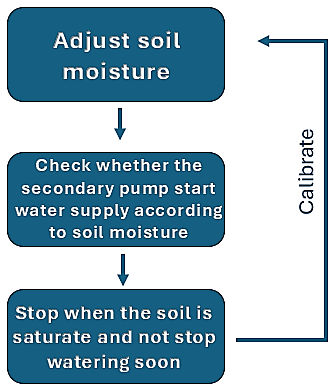 Adjust soil
moisture
Check whether the
secondary pump start
water supply according
to soil moisture
Stop when the soil is
saturate and not stop
watering soon
Calibrate